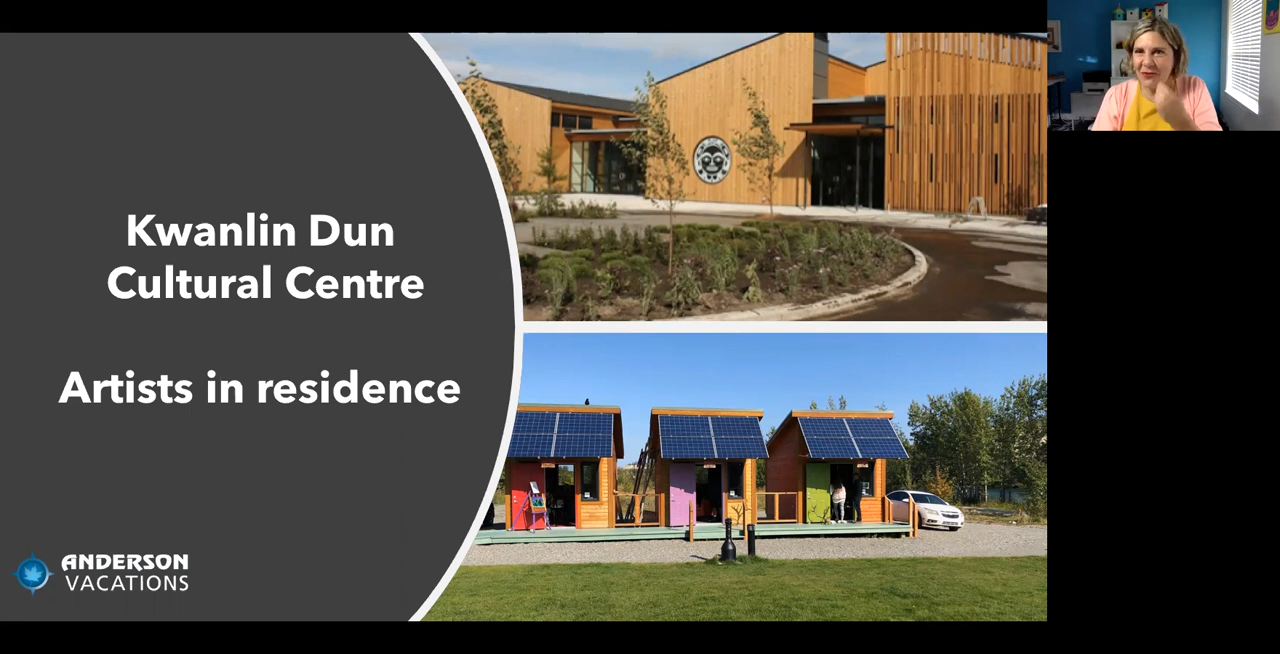 Kwanlin Dun
Cultural Centre
Artists in residence
ANDERSON
VACATIONS